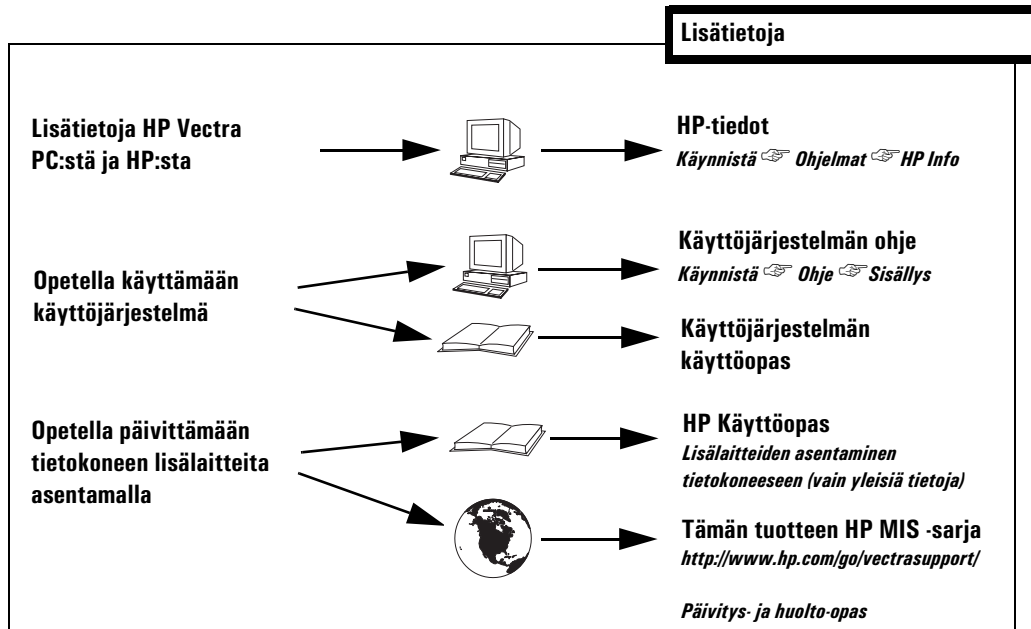 Lisätietoja
Lisätietoja HP Vectra
PC:stä ja HP:sta
HP-tiedot
Käynnistä ☞ Ohjelmat ☞ HP Info
Opetella käyttämään
käyttöjärjestelmä
Käyttöjärjestelmän ohje
Käynnistä ☞ Ohje ☞ Sisällys
Käyttöjärjestelmän
käyttöopas
Opetella päivittämään
tietokoneen lisälaitteita
asentamalla
HP Käyttöopas
Lisälaitteiden asentaminen
tietokoneeseen (vain yleisiä tietoja)
Tämän tuotteen HP MIS -sarja
http://www.hp.com/go/vectrasupport/
Päivitys- ja huolto-opas